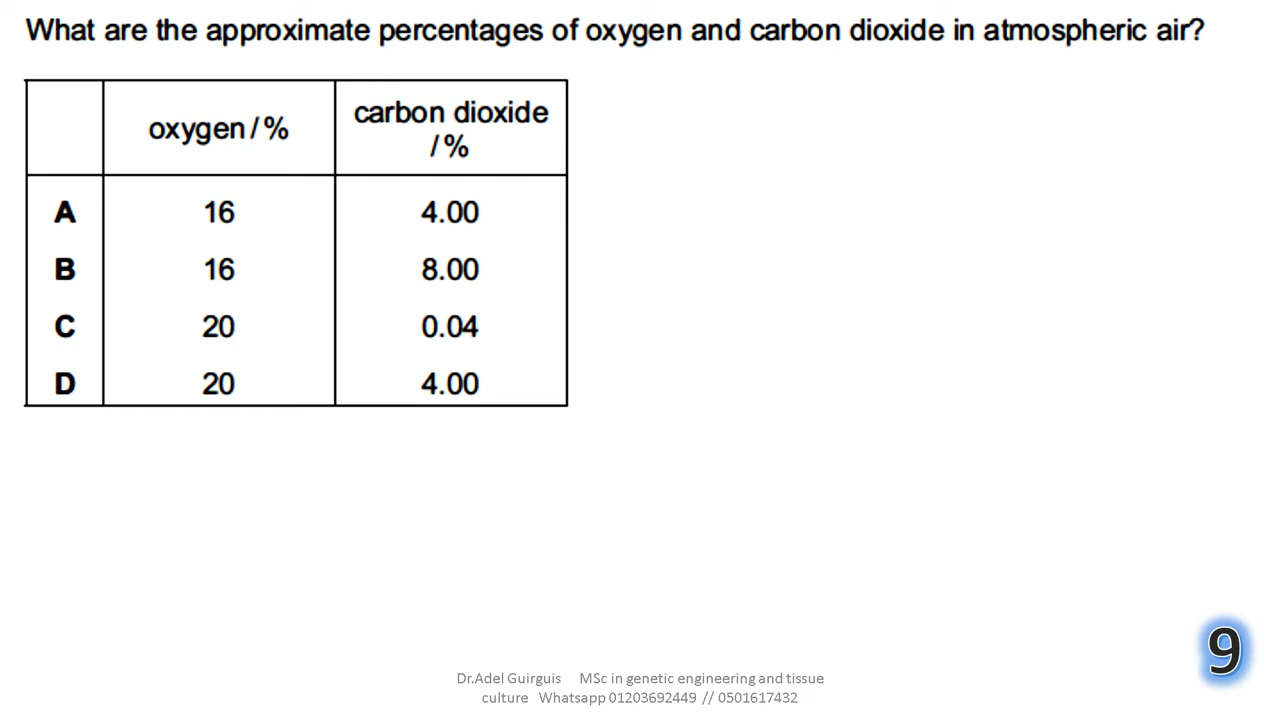 What are the approximate percentages of oxygen and carbon dioxide in atmospheric air?
oxygen / % carbon dioxide / %
A 16 4.00
B 16 8.00
C 20 0.04
D 20 4.00
9
Dr.Adel Guirguis MSc in genetic engineering and tissue
culture Whatsapp 01203692449 // 0501617432